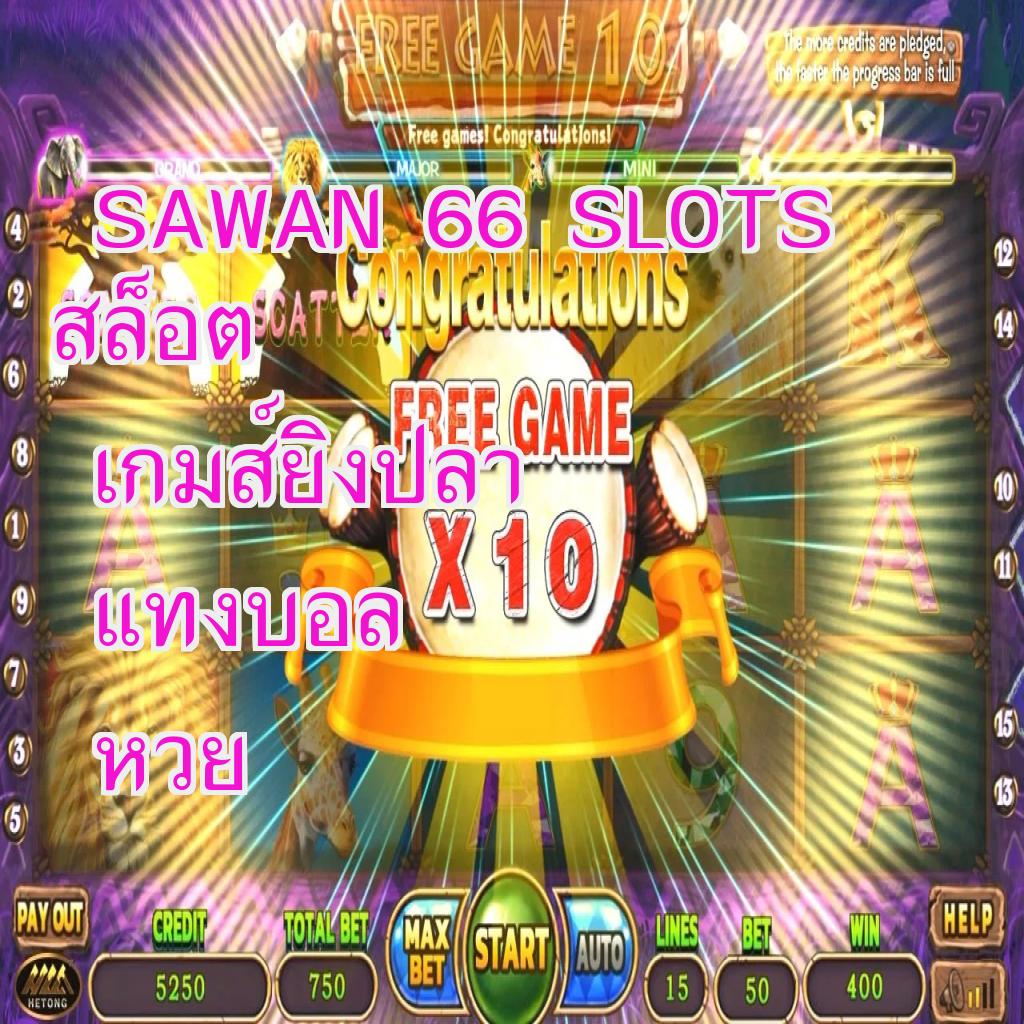 FREE GAME 10
The more credits are pledged,
the faster the progress bar is full
Free games! Congratulations!
GRAND MAJOR MINI
SAWAN 66 SLOTS
Congratulations
สล็อต
SCATTER
FREE GAME
เกมส์ยิงปลา
X10
แทงบอล
หวย
4
2
6
8
1
9
7
3
5
12
14
10
11
15
13
K
A
A
A
9
PAY OUT
CREDIT
5250
TOTAL BET
750
MAX BET
START
AUTO
LINES
15
BET
50
WIN
400
HELP
HETONG